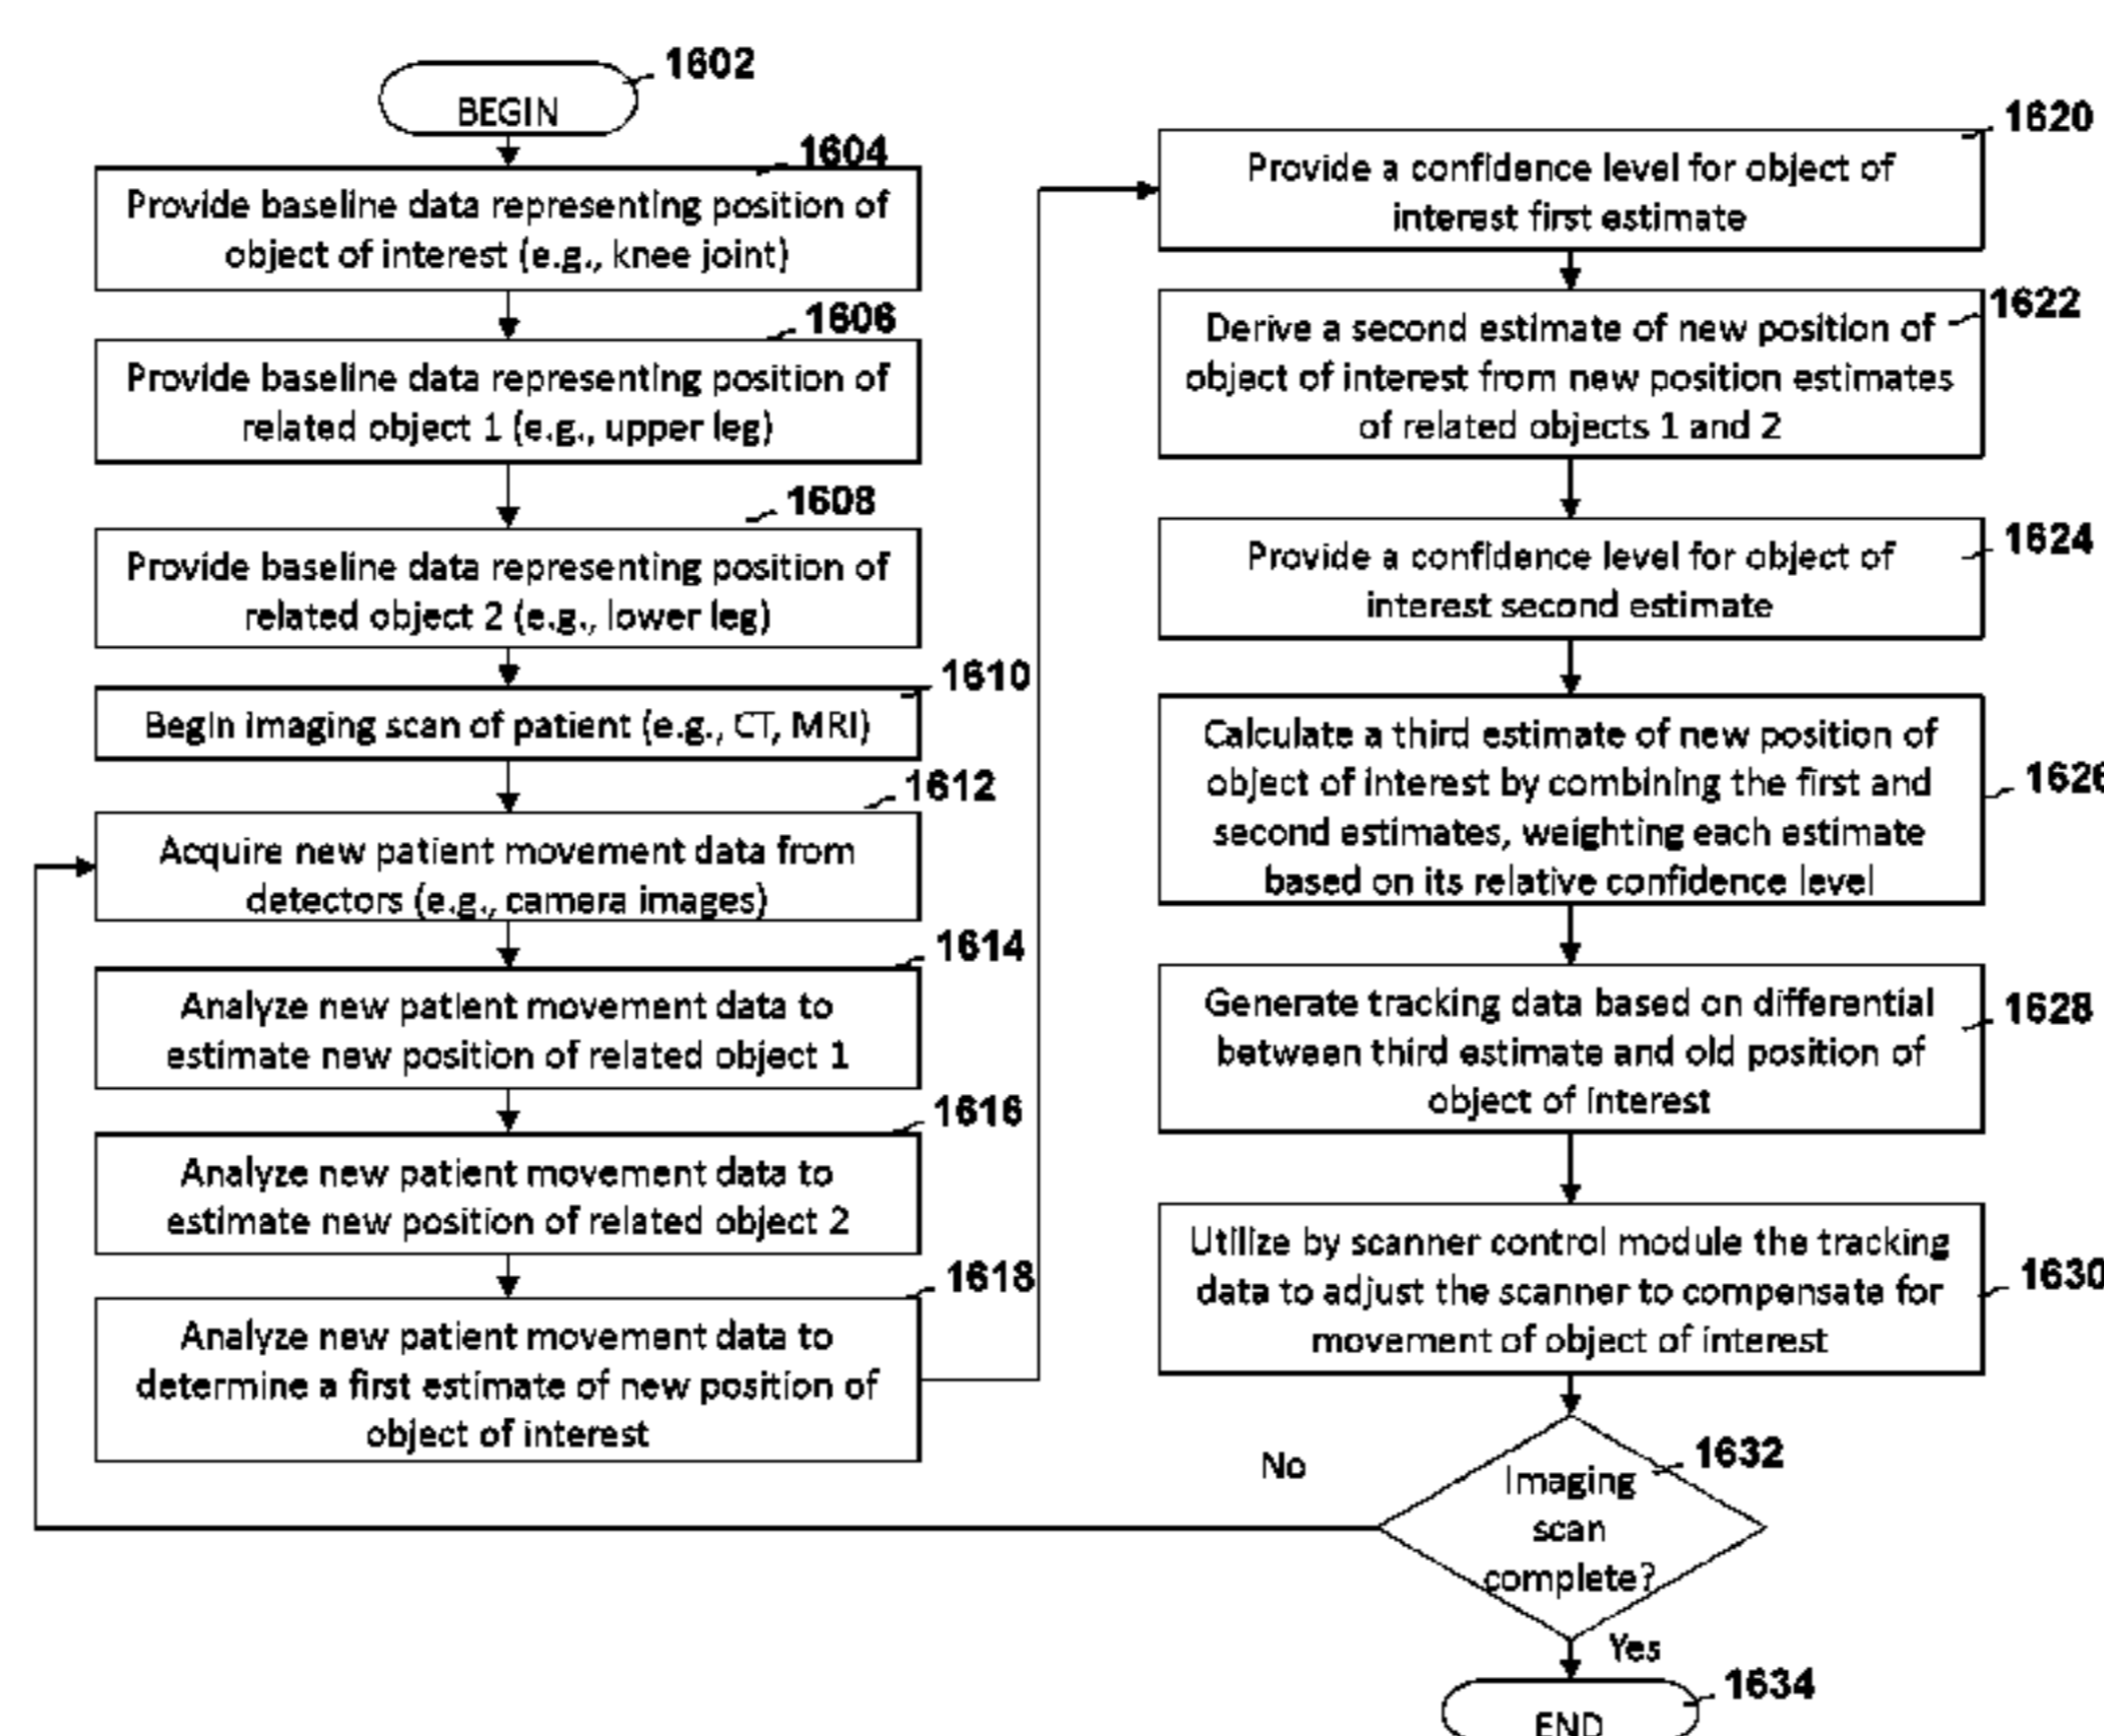 1602
BEGIN
1604
Provide baseline data representing position of
object of interest (e.g., knee joint)
1606
Provide baseline data representing position of
related object 1 (e.g., upper leg)
1608
Provide baseline data representing position of
related object 2 (e.g., lower leg)
1610
Begin imaging scan of patient (e.g., CT, MRI)
1612
Acquire new patient movement data from
detectors (e.g., camera images)
1614
Analyze new patient movement data to
estimate new position of related object 1
1616
Analyze new patient movement data to
estimate new position of related object 2
1618
Analyze new patient movement data to
determine a first estimate of new position of
object of interest
1620
Provide a confidence level for object of
interest first estimate
1622
Derive a second estimate of new position of
object of interest from new position estimates
of related objects 1 and 2
1624
Provide a confidence level for object of
interest second estimate
1626
Calculate a third estimate of new position of
object of interest by combining the first and
second estimates, weighting each estimate
based on its relative confidence level
1628
Generate tracking data based on differential
between third estimate and old position of
object of interest
1630
Utilize by scanner control module the tracking
data to adjust the scanner to compensate for
movement of object of interest
1632
Imaging
scan
complete?
No
Yes
1634
END